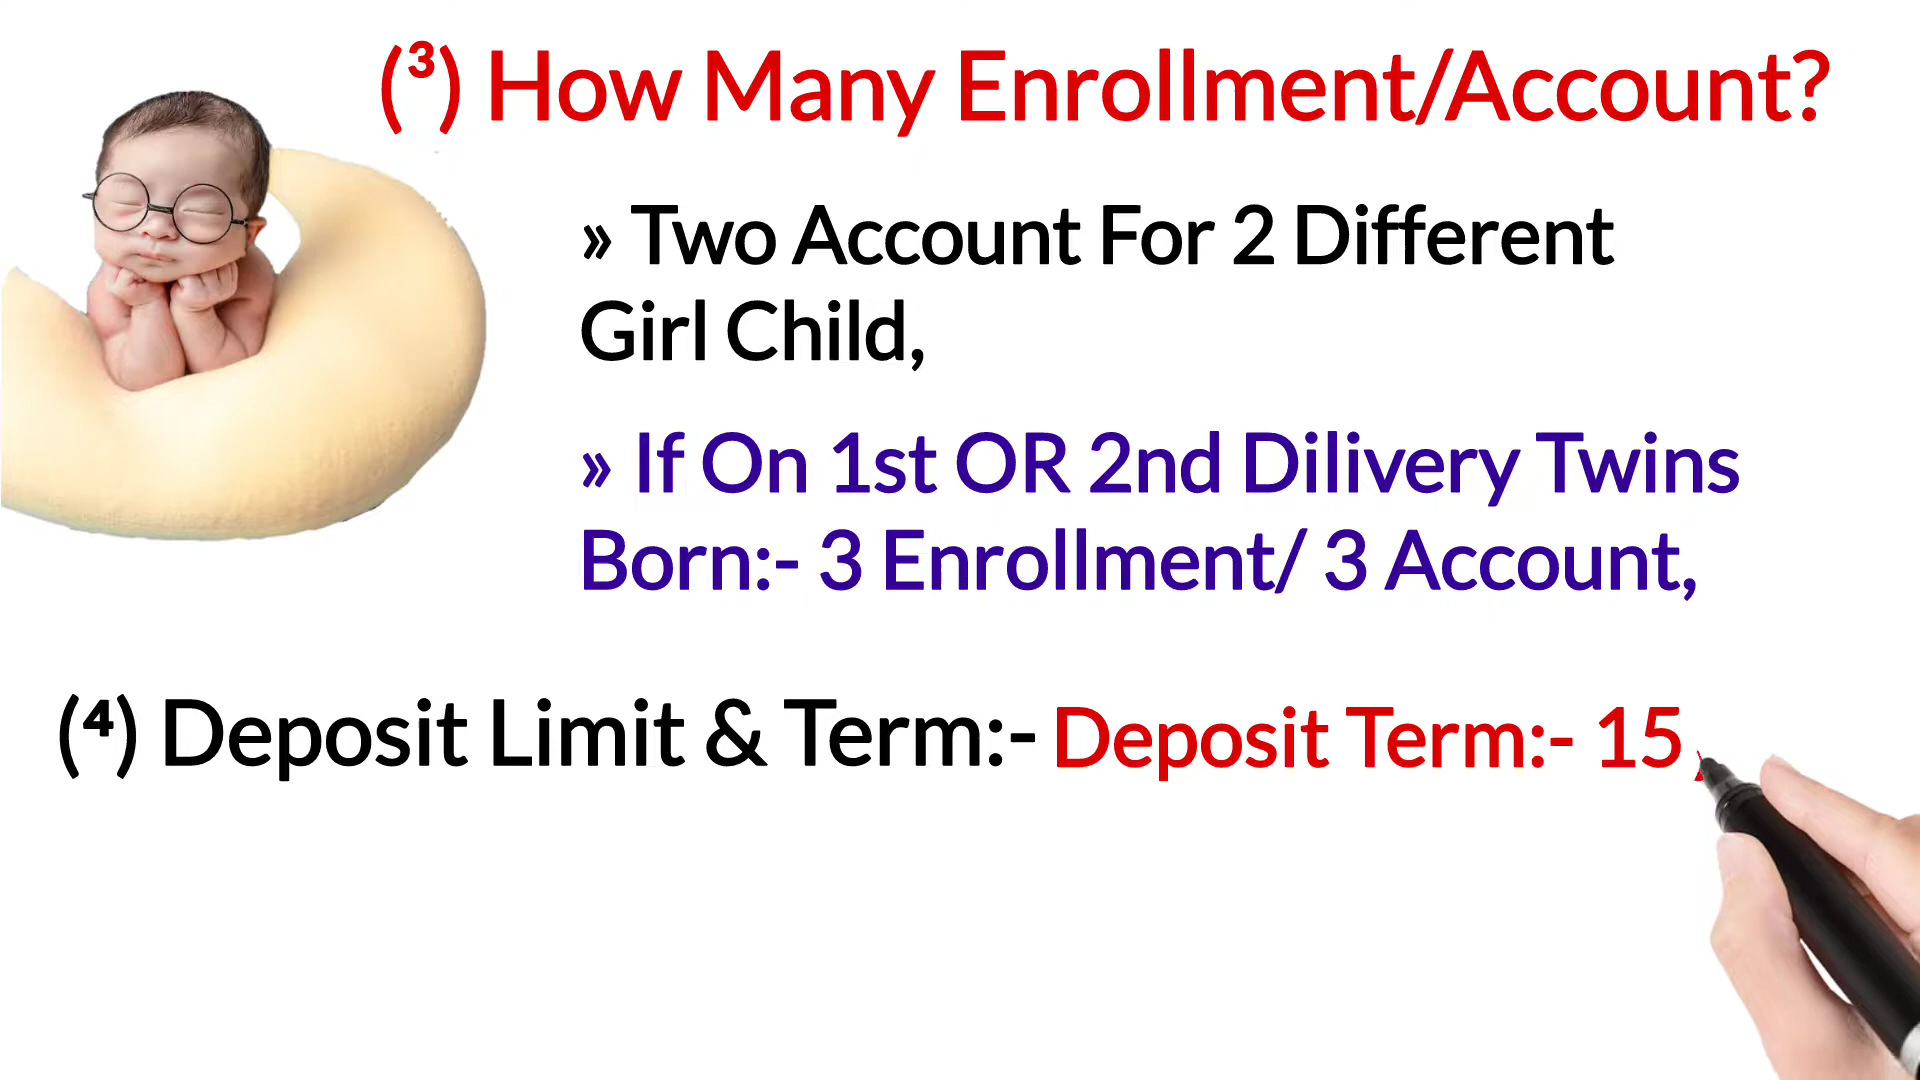 (³) How Many Enrollment/Account?
» Two Account For 2 Different
Girl Child,
» If On 1st OR 2nd Dilivery Twins
Born:- 3 Enrollment/ 3 Account,
(⁴) Deposit Limit & Term:- Deposit Term:- 15